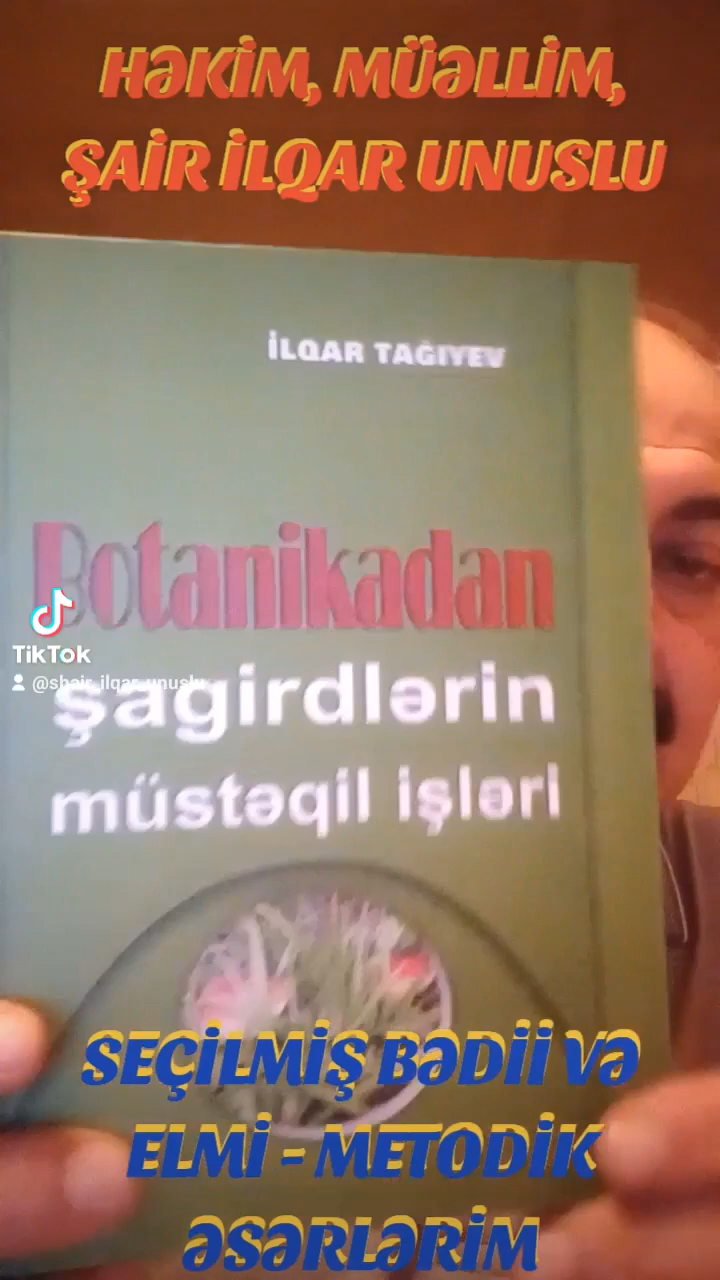 HƏKİM, MÜƏLLİM,
ŞAİR İLQAR UNUSLU
İLQAR TAĞIYEV
Botanikadan
TikTok
@shair_ilqar_unuslu
şagirdlərin
müstəqil işləri
SEÇİLMİŞ BƏDİİ VƏ
ELMİ - METODİK
ƏSƏRLƏRİM